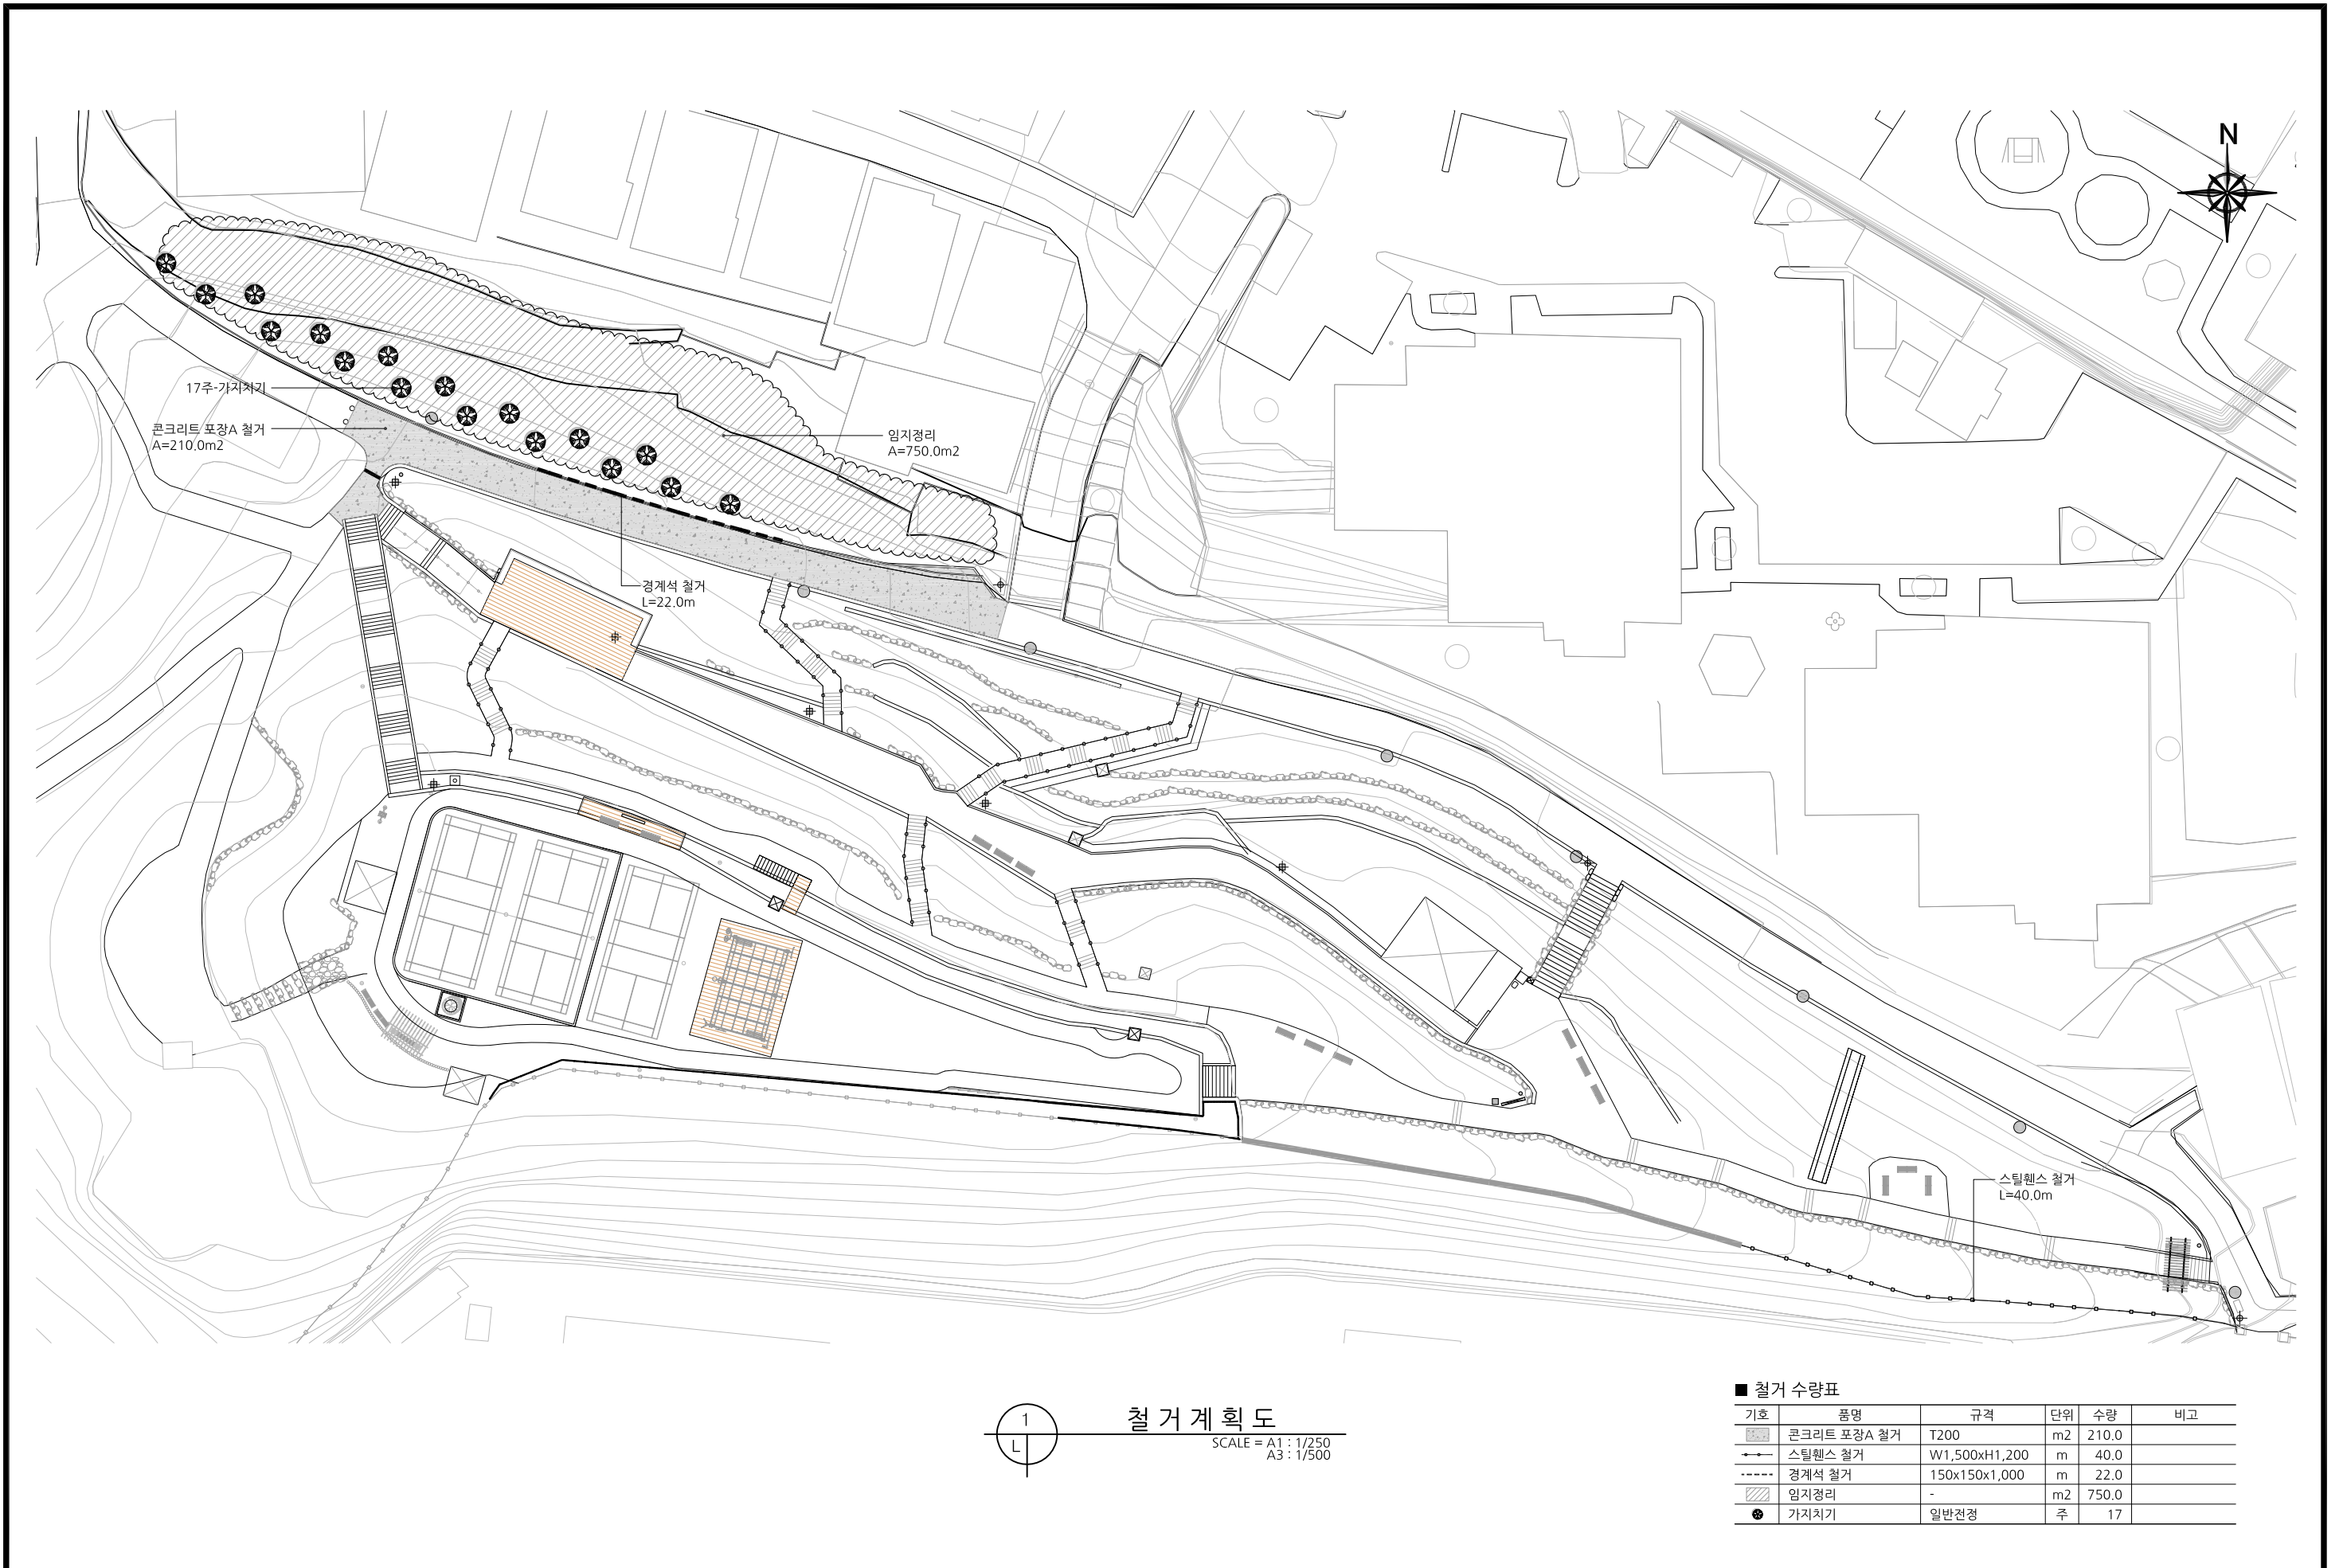 N
17주-가지치기
콘크리트 포장A 철거
A=210.0m2
임지정리
A=750.0m2
경계석 철거
L=22.0m
스틸휀스 철거
L=40.0m
1
L
철 거 계 획 도
SCALE = A1 : 1/250
A3 : 1/500
■ 철거 수량표
기호 품명 규격 단위 수량 비고
콘크리트 포장A 철거 T200 m2 210.0
스틸휀스 철거 W1,500xH1,200 m 40.0
경계석 철거 150x150x1,000 m 22.0
임지정리 - m2 750.0
가지치기 일반전정 주 17